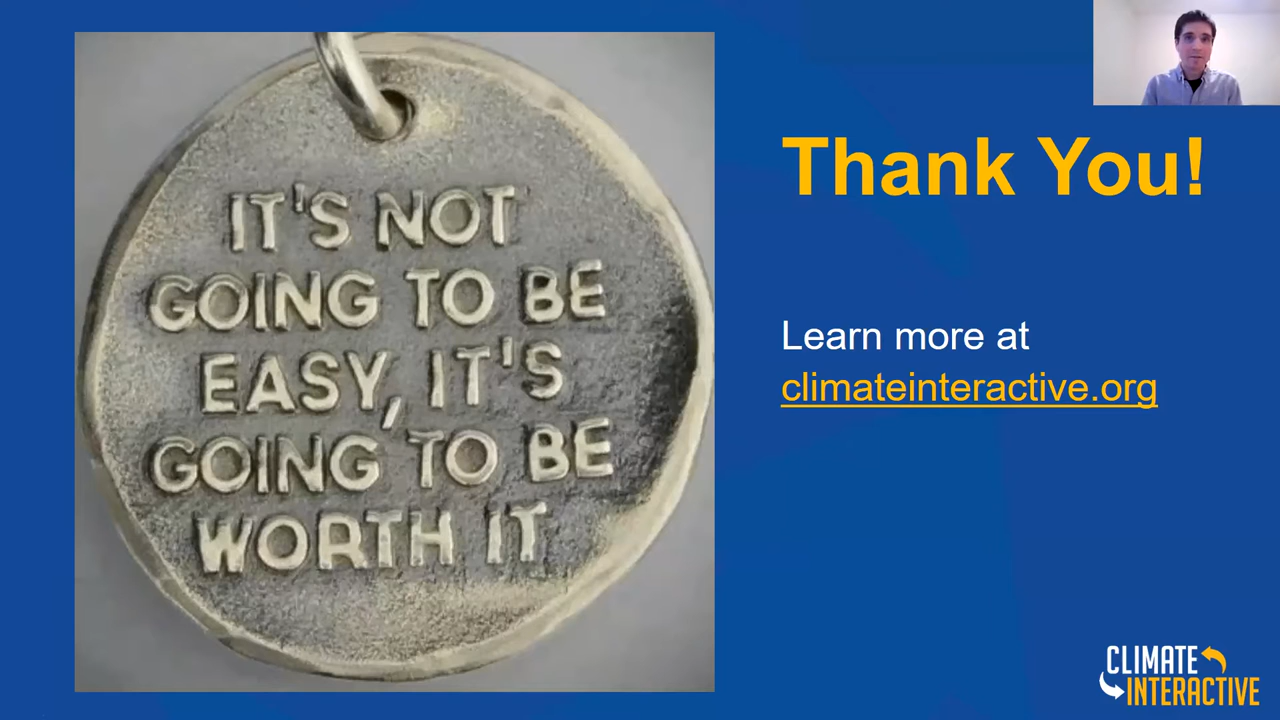 IT'S NOT
GOING TO BE
EASY, IT'S
GOING TO BE
WORTH IT
Thank You!
Learn more at
climateinteractive.org
CLIMATE
INTERACTIVE